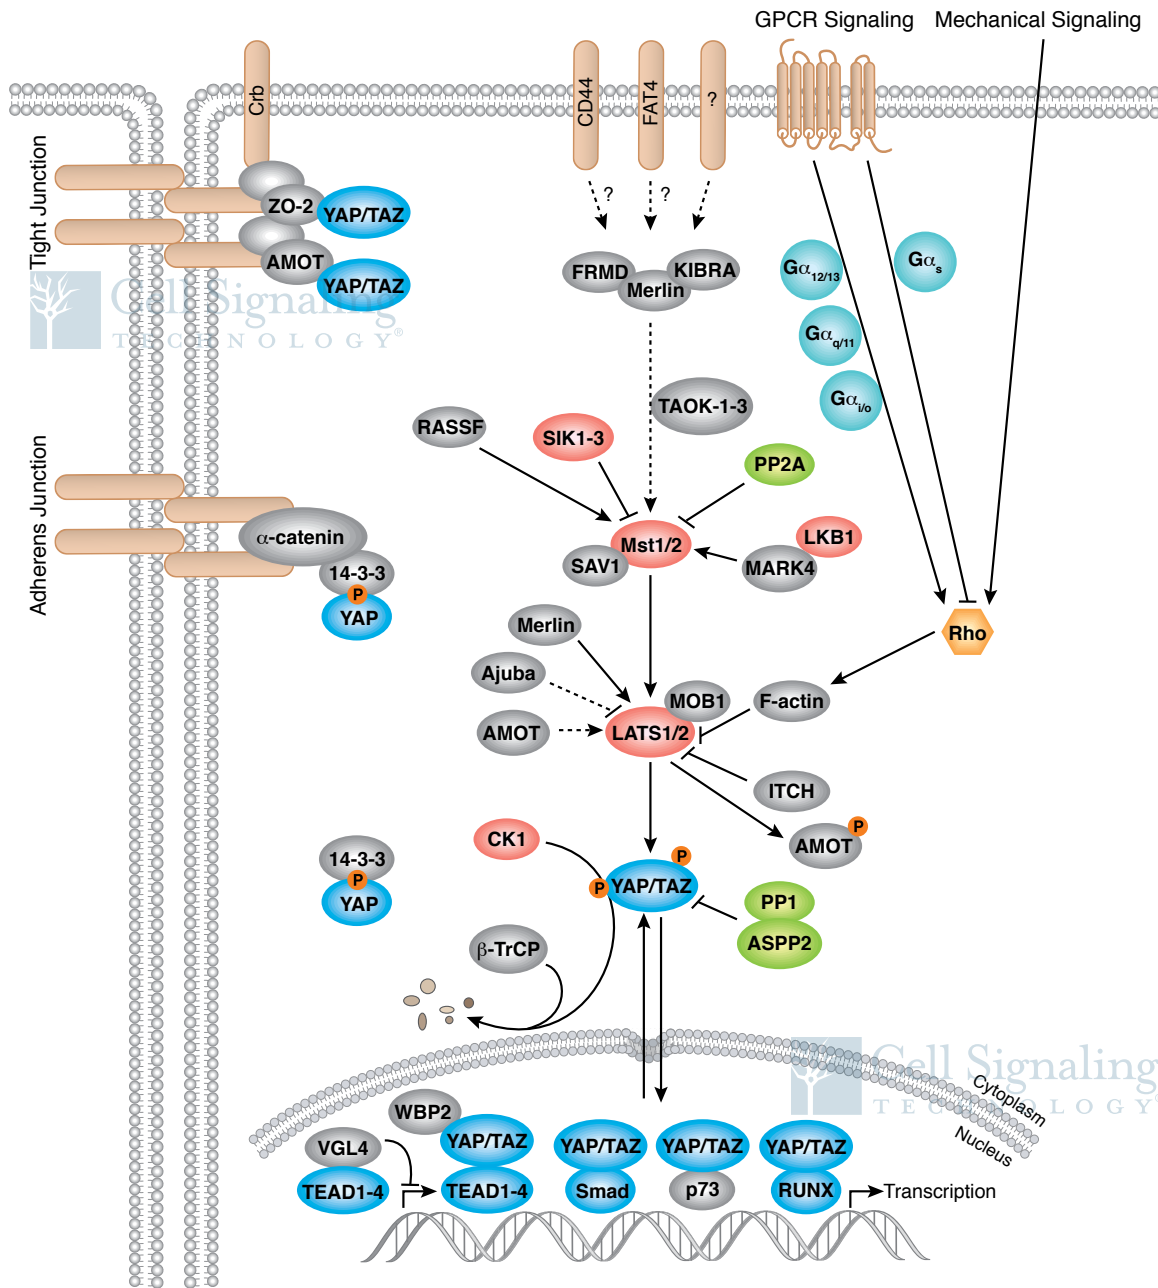 GPCR Signaling
Mechanical Signaling
Crb
CD44
FAT4
?
Tight Junction
ZO-2
YAP/TAZ
AMOT
YAP/TAZ
? ?
FRMD
Merlin
KIBRA
Gα12/13
Gαs
Gαq/11
Gαi/o
Cell Signaling
TECHNOLOGY®
TAOK-1-3
RASSF
SIK1-3
PP2A
Adherens Junction
α-catenin
14-3-3
P
YAP
Mst1/2
SAV1
LKB1
MARK4
Merlin
Rho
Ajuba
MOB1
F-actin
AMOT
LATS1/2
ITCH
P
AMOT
CK1
14-3-3
P
YAP
P
P
YAP/TAZ
PP1
ASPP2
β-TrCP
Cell Signaling
TECHNOLOGY®
Cytoplasm
Nucleus
WBP2
VGL4
YAP/TAZ
YAP/TAZ
YAP/TAZ
YAP/TAZ
TEAD1-4
TEAD1-4
Smad
p73
RUNX
Transcription